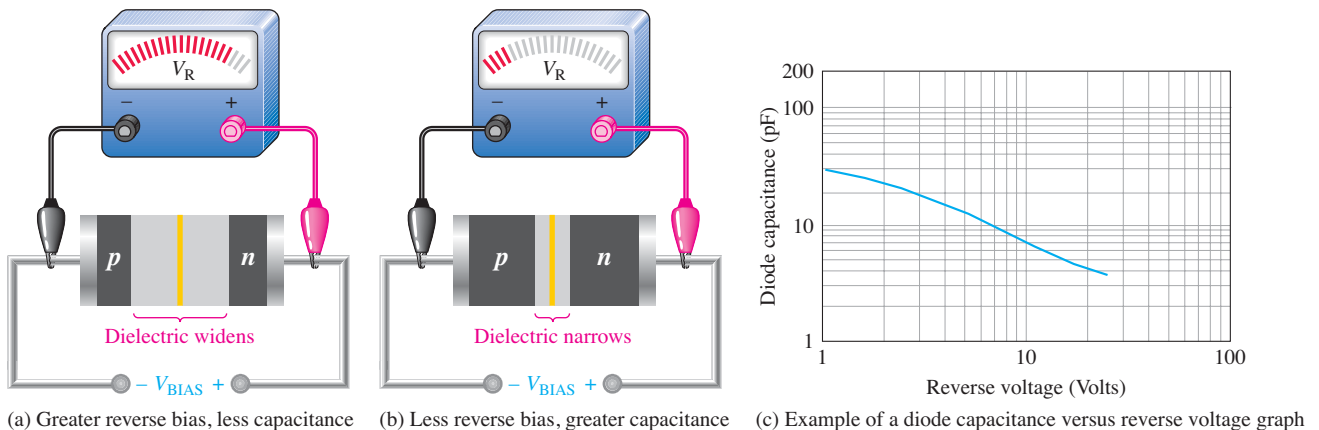 V_R
– +
p n
Dielectric widens
– V_BIAS +
(a) Greater reverse bias, less capacitance
V_R
– +
p n
Dielectric narrows
– V_BIAS +
(b) Less reverse bias, greater capacitance
Diode capacitance (pF)
200
100
10
1
1 10 100
Reverse voltage (Volts)
(c) Example of a diode capacitance versus reverse voltage graph